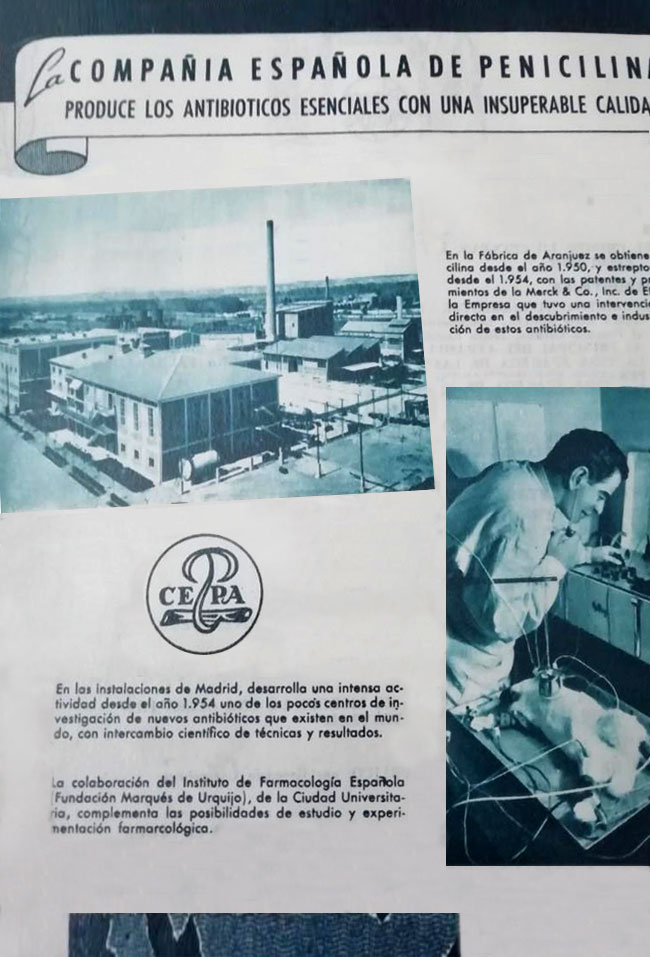 La COMPAÑIA ESPAÑOLA DE PENICILINA
PRODUCE LOS ANTIBIOTICOS ESENCIALES CON UNA INSUPERABLE CALIDA
En la Fábrica de Aranjuez se obtiene
cilina desde el año 1.950, y estrepto
desde el 1.954, con las patentes y pr
mientos de la Merck & Co., Inc. de E
la Empresa que tuvo una intervenci
directa en el descubrimiento e indus
ción de estos antibióticos.
CEPA
En las instalaciones de Madrid, desarrolla una intensa ac-
tividad desde el año 1.954 uno de los pocos centros de in-
vestigación de nuevos antibióticos que existen en el mun-
do, con intercambio científico de técnicas y resultados.
La colaboración del Instituto de Farmacología Española
(Fundación Marqués de Urquijo), de la Ciudad Universita-
ria, complementa las posibilidades de estudio y experi-
mentación farmarcológica.